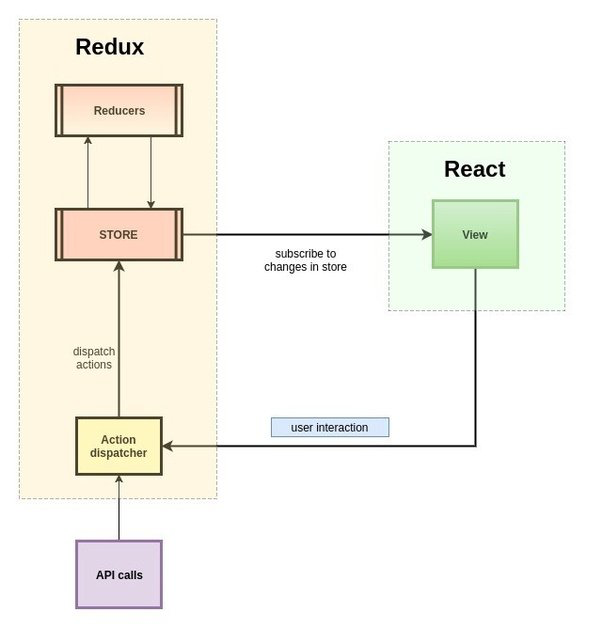 Redux
Reducers
React
STORE
View
subscribe to
changes in store
dispatch
actions
user interaction
Action
dispatcher
API calls